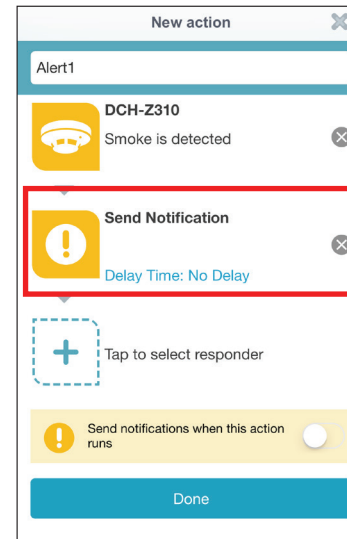 New action
Alert1
DCH-Z310
Smoke is detected
Send Notification
Delay Time: No Delay
Tap to select responder
Send notifications when this action
runs
Done